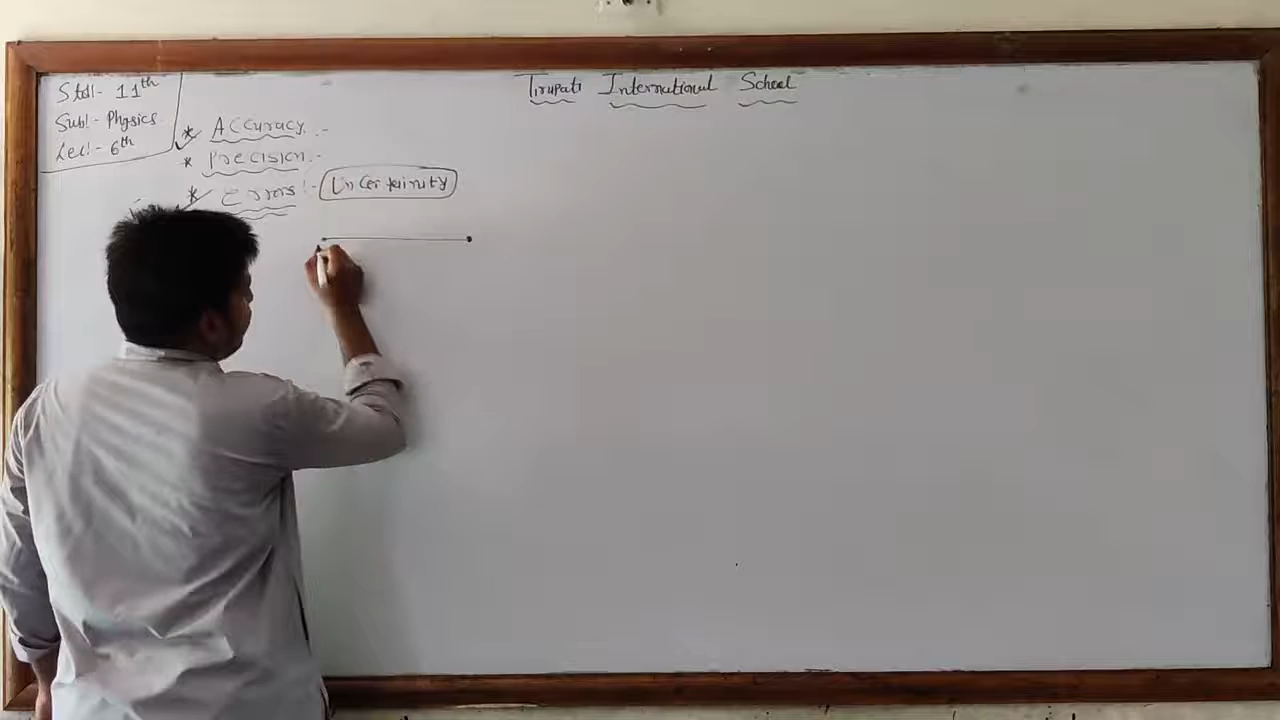 Tirupati International School
Std:- 11th
Sub:- Physics
Lec:- 6th
* Accuracy :-
* Precision :-
* Errors :- Uncertainity